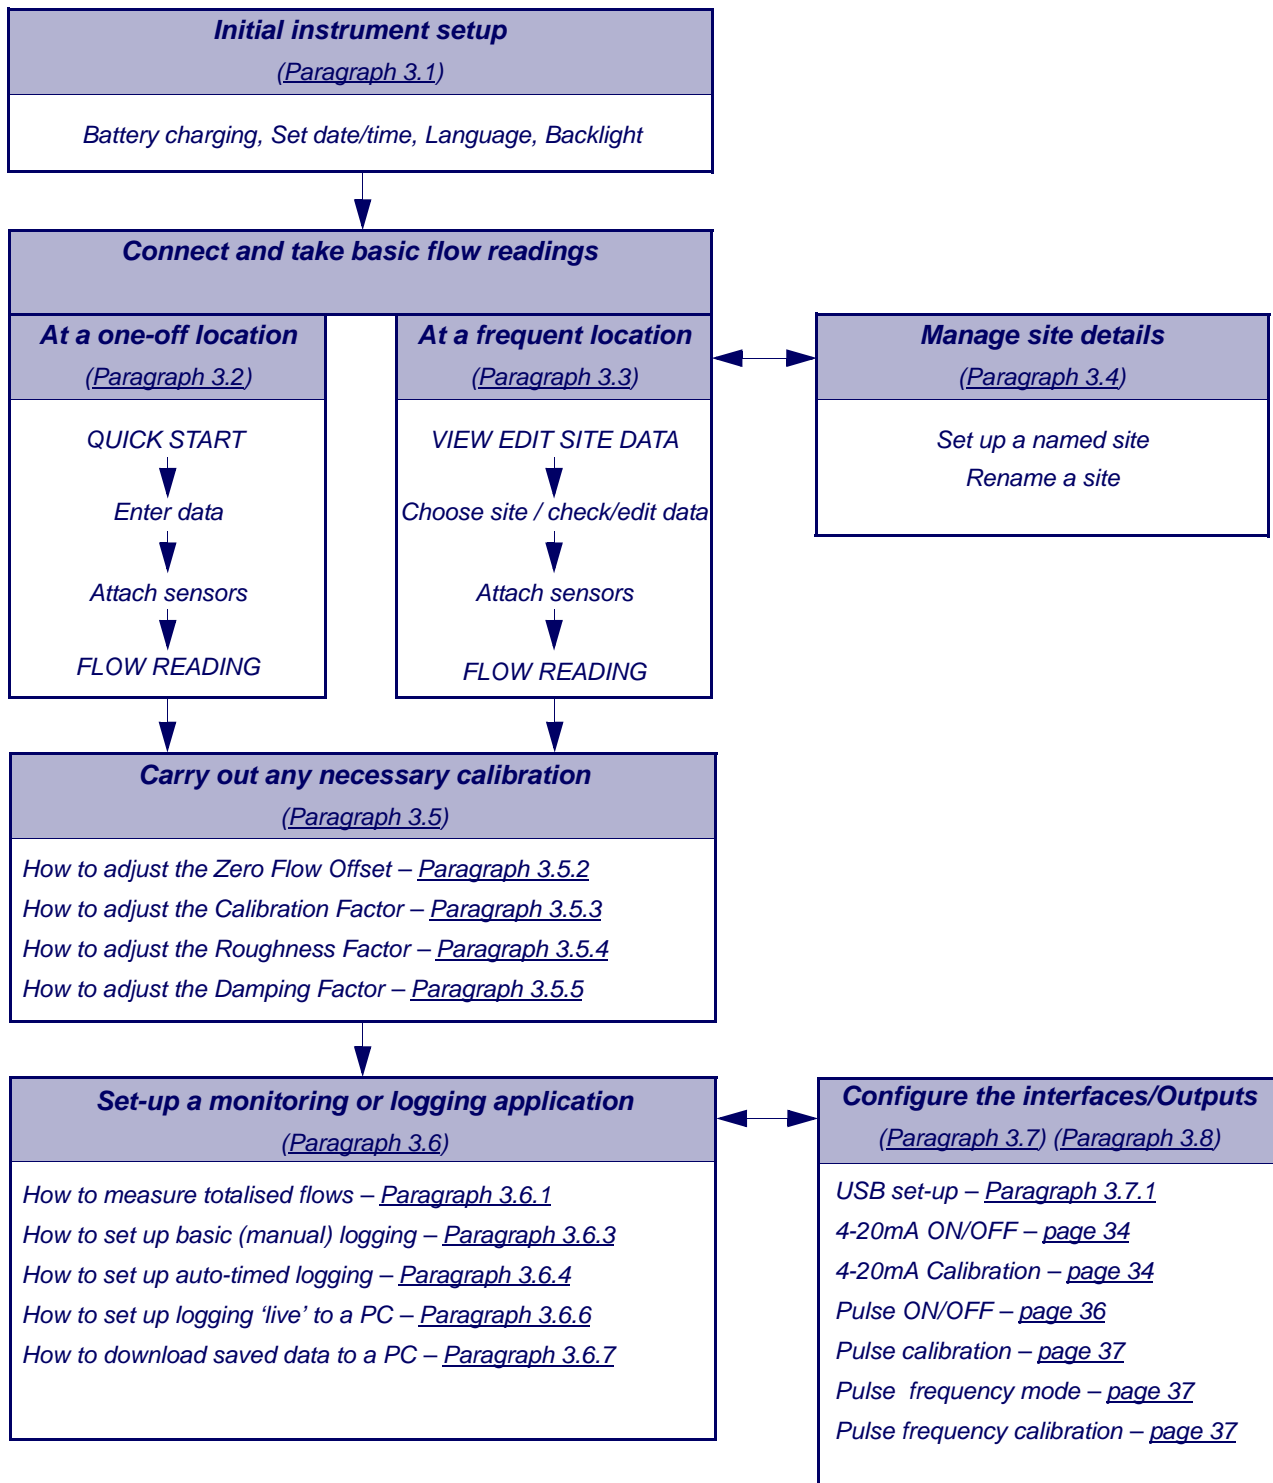 Initial instrument setup
(Paragraph 3.1)
Battery charging, Set date/time, Language, Backlight
Connect and take basic flow readings
At a one-off location
(Paragraph 3.2)
QUICK START
Enter data
Attach sensors
FLOW READING
At a frequent location
(Paragraph 3.3)
VIEW EDIT SITE DATA
Choose site / check/edit data
Attach sensors
FLOW READING
Manage site details
(Paragraph 3.4)
Set up a named site
Rename a site
Carry out any necessary calibration
(Paragraph 3.5)
How to adjust the Zero Flow Offset – Paragraph 3.5.2
How to adjust the Calibration Factor – Paragraph 3.5.3
How to adjust the Roughness Factor – Paragraph 3.5.4
How to adjust the Damping Factor – Paragraph 3.5.5
Set-up a monitoring or logging application
(Paragraph 3.6)
How to measure totalised flows – Paragraph 3.6.1
How to set up basic (manual) logging – Paragraph 3.6.3
How to set up auto-timed logging – Paragraph 3.6.4
How to set up logging ‘live’ to a PC – Paragraph 3.6.6
How to download saved data to a PC – Paragraph 3.6.7
Configure the interfaces/Outputs
(Paragraph 3.7) (Paragraph 3.8)
USB set-up – Paragraph 3.7.1
4-20mA ON/OFF – page 34
4-20mA Calibration – page 34
Pulse ON/OFF – page 36
Pulse calibration – page 37
Pulse  frequency mode – page 37
Pulse frequency calibration – page 37